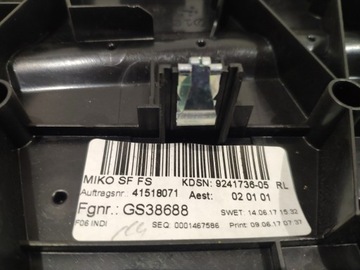 MIKO SF FS KDSN: 9241736-05 RL
Auftragsnr.: 41518071 Aest: 02 01 01
Fgnr.: GS38688 SWET: 14.06.17 15:32
F06 INDI SEQ: 0001467586 Print: 09.06.17 07:37